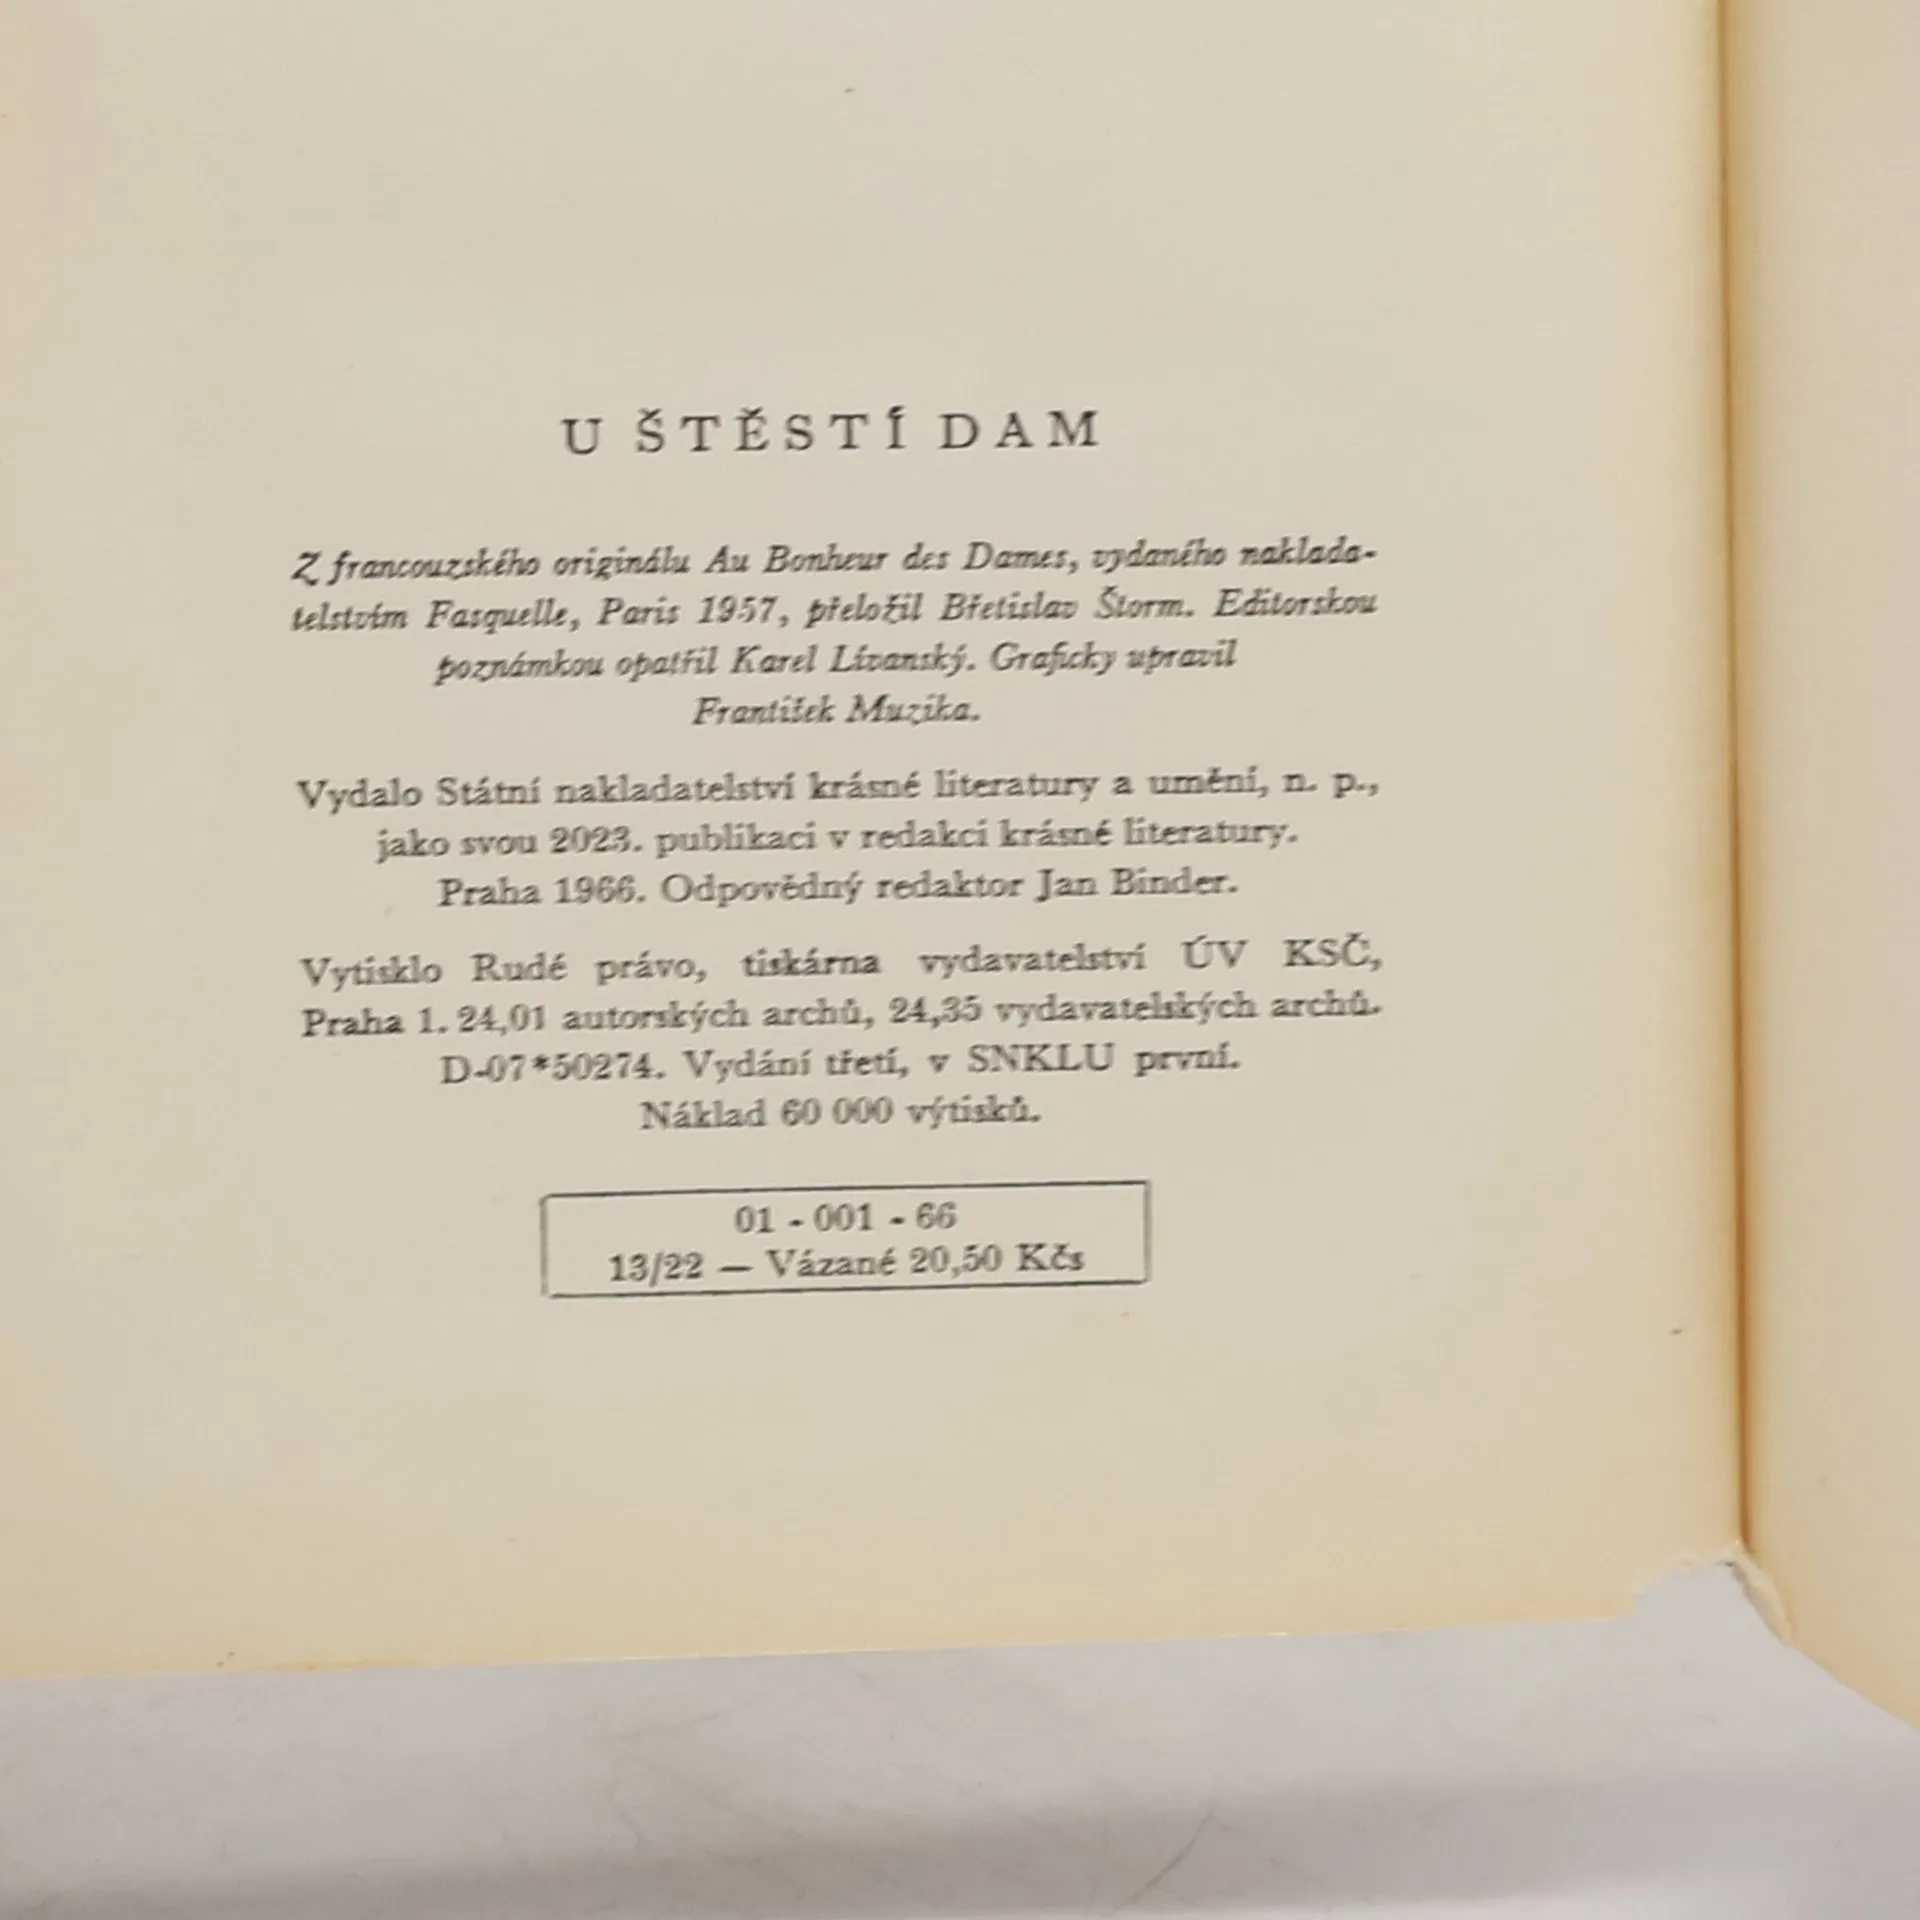 U ŠTĚSTÍ DAM
Z francouzského originálu Au Bonheur des Dames, vydaného naklada-
telstvím Fasquelle, Paris 1957, přeložil Břetislav Štorm. Editorskou
poznámkou opatřil Karel Lívanský. Graficky upravil
František Muzika.
Vydalo Státní nakladatelství krásné literatury a umění, n. p.,
jako svou 2023. publikaci v redakci krásné literatury.
Praha 1966. Odpovědný redaktor Jan Binder.
Vytisklo Rudé právo, tiskárna vydavatelství ÚV KSČ,
Praha 1. 24,01 autorských archů, 24,35 vydavatelských archů.
D-07*50274. Vydání třetí, v SNKLU první.
Náklad 60 000 výtisků.
01 - 001 - 66
13/22 — Vázané 20,50 Kčs